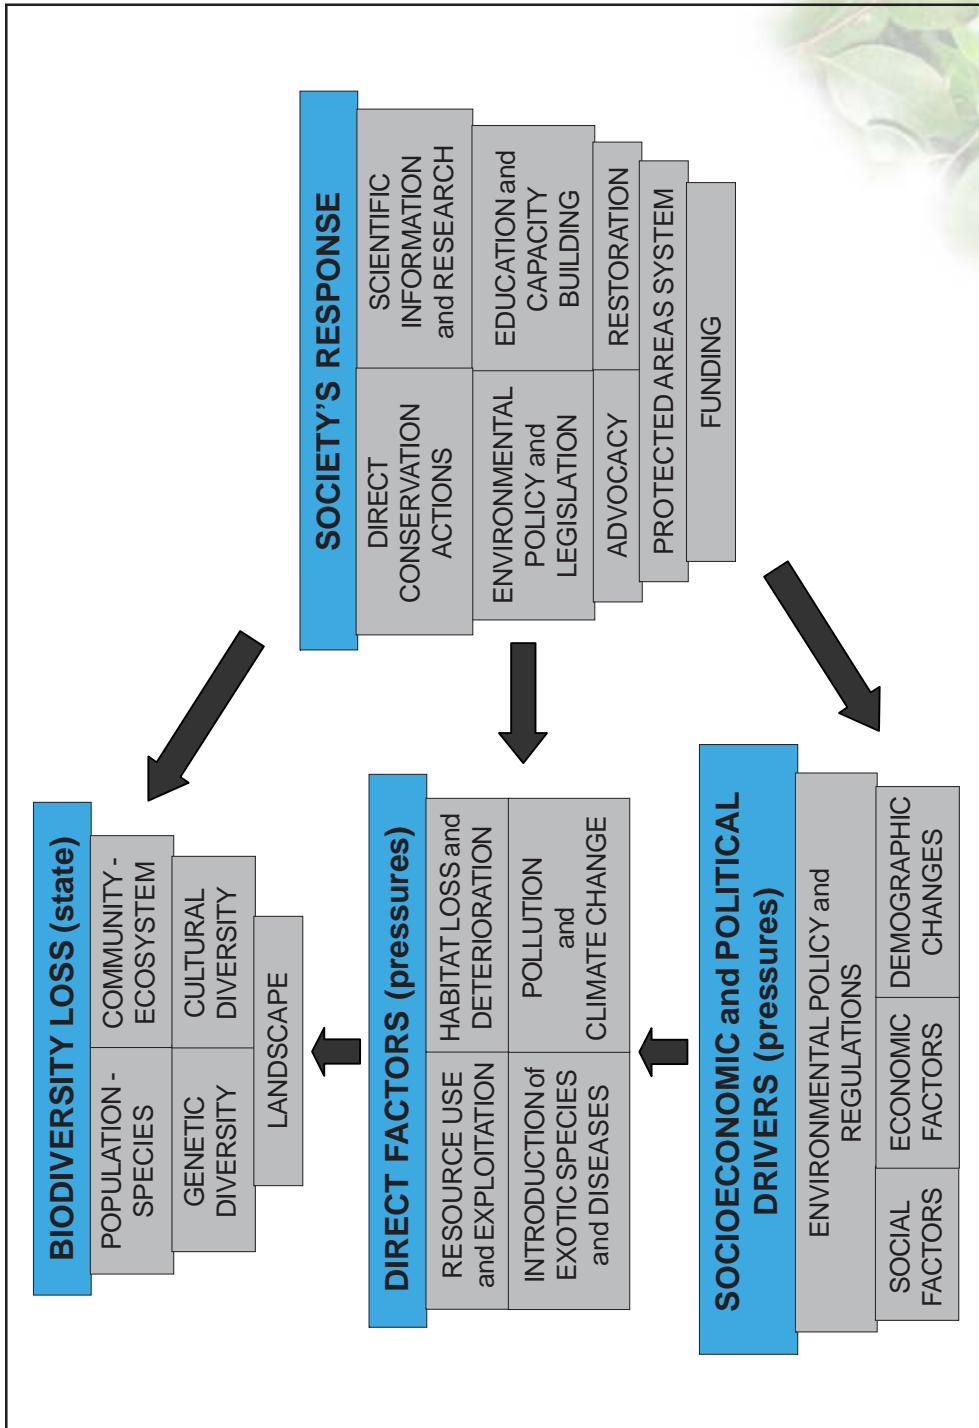 BIODIVERSITY LOSS (state)
POPULATION -
SPECIES
COMMUNITY -
ECOSYSTEM
GENETIC
DIVERSITY
CULTURAL
DIVERSITY
LANDSCAPE
DIRECT FACTORS (pressures)
RESOURCE USE
and EXPLOITATION
HABITAT LOSS and
DETERIORATION
INTRODUCTION of
EXOTIC SPECIES
and DISEASES
POLLUTION
and
CLIMATE CHANGE
SOCIOECONOMIC and POLITICAL
DRIVERS (pressures)
ENVIRONMENTAL POLICY and
REGULATIONS
SOCIAL
FACTORS
ECONOMIC
FACTORS
DEMOGRAPHIC
CHANGES
SOCIETY'S RESPONSE
DIRECT
CONSERVATION
ACTIONS
SCIENTIFIC
INFORMATION
and RESEARCH
ENVIRONMENTAL
POLICY and
LEGISLATION
EDUCATION and
CAPACITY
BUILDING
ADVOCACY
RESTORATION
PROTECTED AREAS SYSTEM
FUNDING